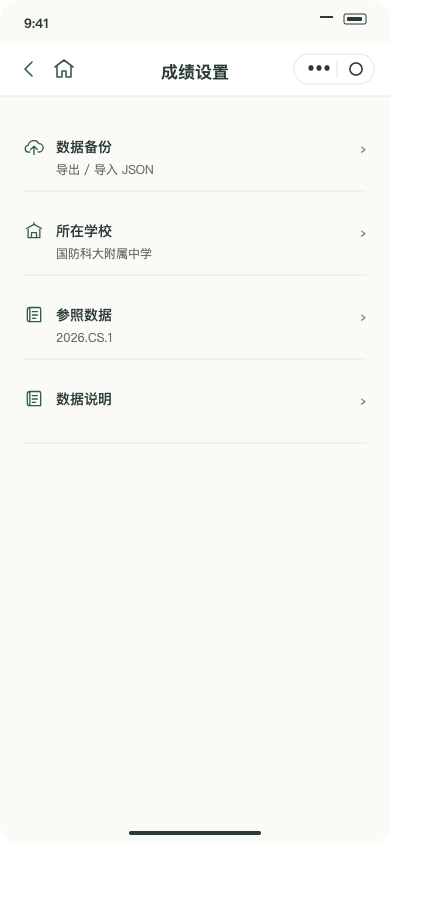 9:41
成绩设置
数据备份
导出 / 导入 JSON
所在学校
国防科大附属中学
参照数据
2026.CS.1
数据说明